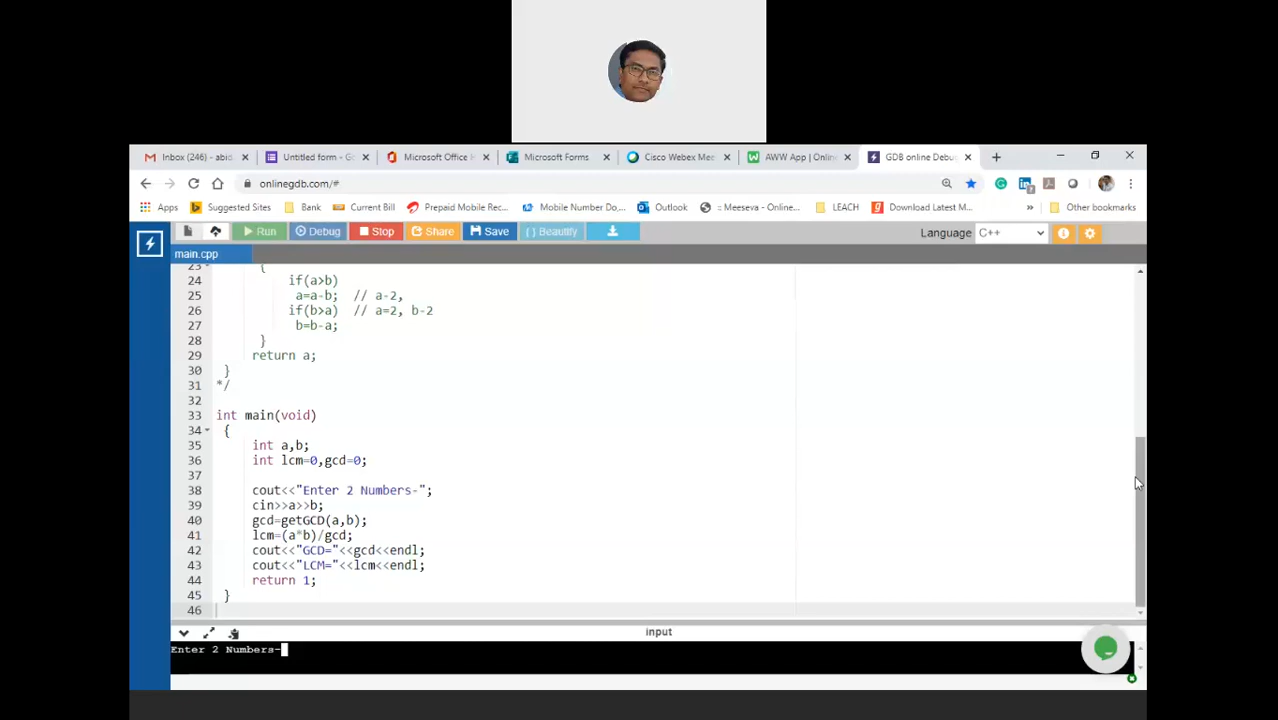 Inbox (246) - abid.
Untitled form - Go
Microsoft Office H
Microsoft Forms
Cisco Webex Mee
AWW App | Onlin
GDB online Debug
onlinegdb.com/#
Apps
Suggested Sites
Bank
Current Bill
Prepaid Mobile Rec...
Mobile Number Do,...
Outlook
:: Meeseva - Online...
LEACH
Download Latest M...
»
Other bookmarks
Run
Debug
Stop
Share
Save
{ } Beautify
Language
C++
main.cpp
23 {
24 if(a>b)
25 a=a-b; // a-2,
26 if(b>a) // a=2, b-2
27 b=b-a;
28 }
29 return a;
30 }
31 */
32
33 int main(void)
34 {
35 int a,b;
36 int lcm=0,gcd=0;
37
38 cout<<"Enter 2 Numbers-";
39 cin>>a>>b;
40 gcd=getGCD(a,b);
41 lcm=(a*b)/gcd;
42 cout<<"GCD="<<gcd<<endl;
43 cout<<"LCM="<<lcm<<endl;
44 return 1;
45 }
46
input
Enter 2 Numbers-